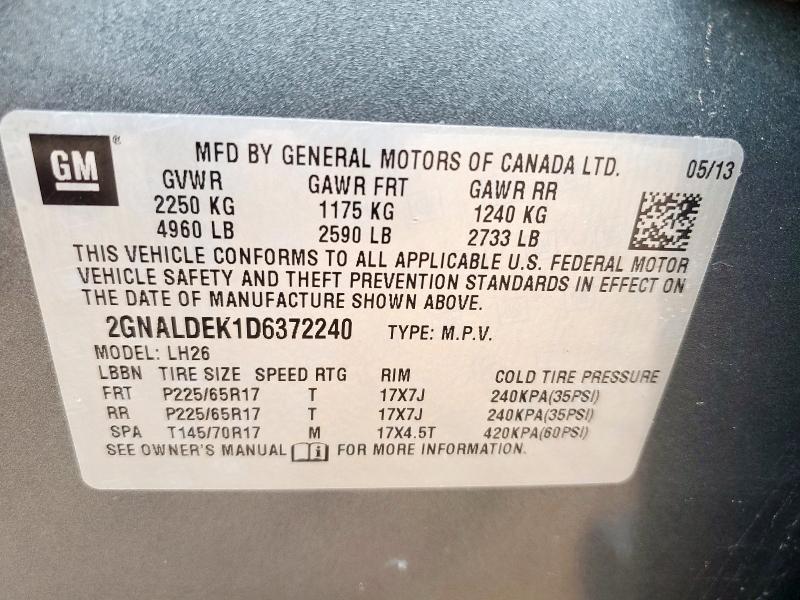 GM®
MFD BY GENERAL MOTORS OF CANADA LTD. 05/13
GVWR GAWR FRT GAWR RR
2250 KG 1175 KG 1240 KG
4960 LB 2590 LB 2733 LB
THIS VEHICLE CONFORMS TO ALL APPLICABLE U.S. FEDERAL MOTOR
VEHICLE SAFETY AND THEFT PREVENTION STANDARDS IN EFFECT ON
THE DATE OF MANUFACTURE SHOWN ABOVE.
2GNALDEK1D6372240 TYPE: M.P.V.
MODEL: LH26
LBBN TIRE SIZE SPEED RTG RIM COLD TIRE PRESSURE
FRT P225/65R17 T 17X7J 240KPA(35PSI)
RR P225/65R17 T 17X7J 240KPA(35PSI)
SPA T145/70R17 M 17X4.5T 420KPA(60PSI)
SEE OWNER'S MANUAL i FOR MORE INFORMATION.